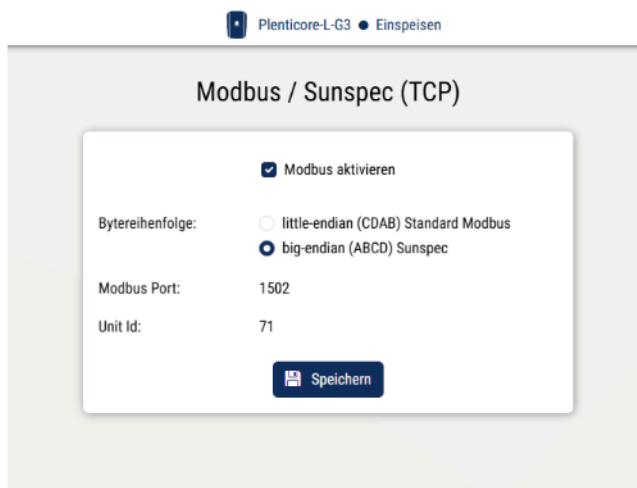 Plenticore-L-G3 ● Einspeisen
Modbus / Sunspec (TCP)
Modbus aktivieren
Bytereihenfolge:
little-endian (CDAB) Standard Modbus
big-endian (ABCD) Sunspec
Modbus Port: 1502
Unit Id: 71
Speichern